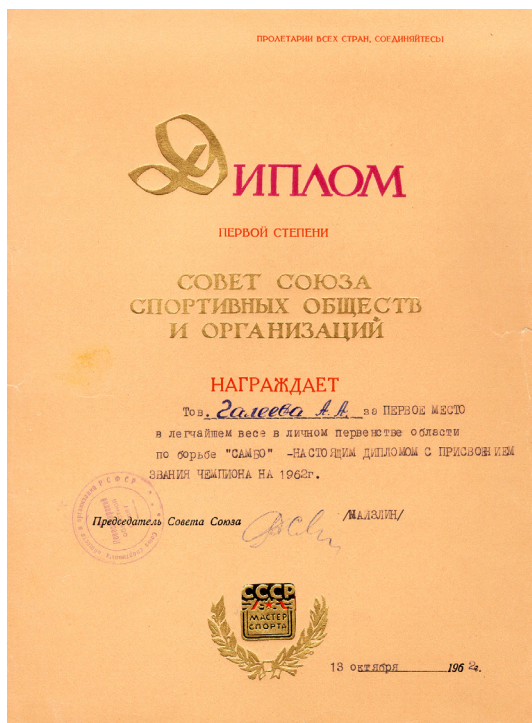 ПРОЛЕТАРИИ ВСЕХ СТРАН, СОЕДИНЯЙТЕСЬ!
ДИПЛОМ
ПЕРВОЙ СТЕПЕНИ
СОВЕТ СОЮЗА
СПОРТИВНЫХ ОБЩЕСТВ
И ОРГАНИЗАЦИЙ
НАГРАЖДАЕТ
Тов. Галеева А.А. за ПЕРВОЕ МЕСТО
в легчайшем весе в личном первенстве области
по борьбе "САМБО" -НАСТОЯЩИМ ДИПЛОМОМ С ПРИСВОЕНИЕМ
ЗВАНИЯ ЧЕМПИОНА НА 1962г.
Председатель Совета Союза /МАИЗЛИН/
СССР
МАСТЕР
СПОРТА
13 октября 1962г.